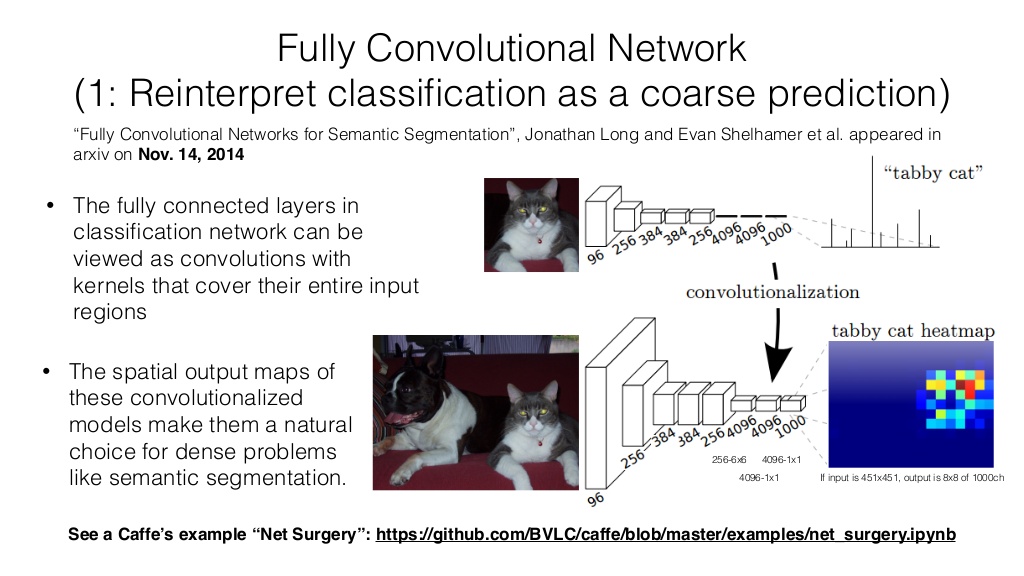 Fully Convolutional Network
(1: Reinterpret classification as a coarse prediction)
“Fully Convolutional Networks for Semantic Segmentation”, Jonathan Long and Evan Shelhamer et al. appeared in
arxiv on Nov. 14, 2014
• The fully connected layers in
classification network can be
viewed as convolutions with
kernels that cover their entire input
regions
• The spatial output maps of
these convolutionalized
models make them a natural
choice for dense problems
like semantic segmentation.
“tabby cat”
96 256 384 384 256 4096 4096 1000
convolutionalization
tabby cat heatmap
96 256 384 384 256 4096 4096 1000
256-6x6 4096-1x1
4096-1x1
If input is 451x451, output is 8x8 of 1000ch
See a Caffe’s example “Net Surgery”: https://github.com/BVLC/caffe/blob/master/examples/net_surgery.ipynb